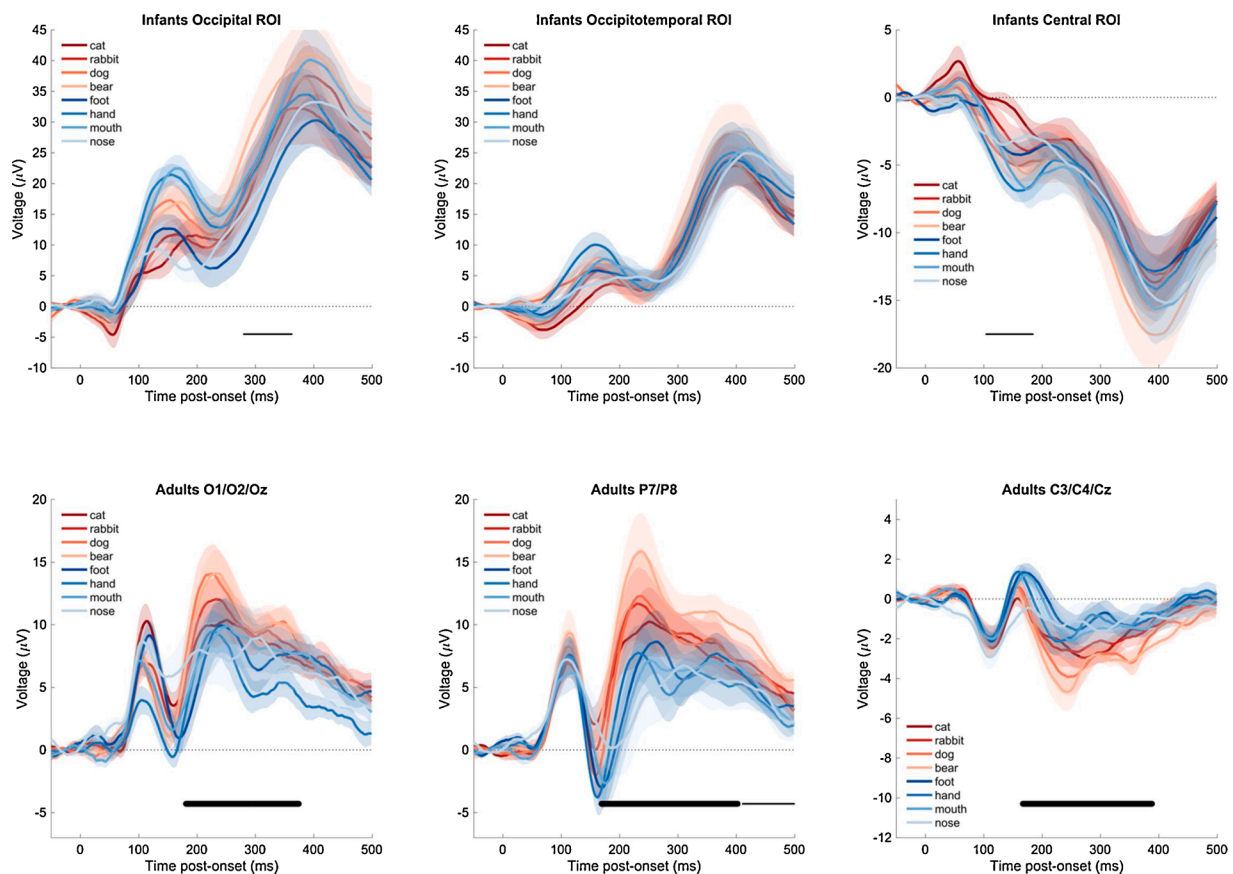 Infants Occipital ROI
45
40
35
30
25
20
15
10
5
0
-5
-10
Voltage (μV)
cat
rabbit
dog
bear
foot
hand
mouth
nose
0 100 200 300 400 500
Time post-onset (ms)
Infants Occipitotemporal ROI
45
40
35
30
25
20
15
10
5
0
-5
-10
Voltage (μV)
cat
rabbit
dog
bear
foot
hand
mouth
nose
0 100 200 300 400 500
Time post-onset (ms)
Infants Central ROI
5
0
-5
-10
-15
-20
Voltage (μV)
cat
rabbit
dog
bear
foot
hand
mouth
nose
0 100 200 300 400 500
Time post-onset (ms)
Adults O1/O2/Oz
20
15
10
5
0
-5
Voltage (μV)
cat
rabbit
dog
bear
foot
hand
mouth
nose
0 100 200 300 400 500
Time post-onset (ms)
Adults P7/P8
20
15
10
5
0
-5
Voltage (μV)
cat
rabbit
dog
bear
foot
hand
mouth
nose
0 100 200 300 400 500
Time post-onset (ms)
Adults C3/C4/Cz
4
2
0
-2
-4
-6
-8
-10
-12
Voltage (μV)
cat
rabbit
dog
bear
foot
hand
mouth
nose
0 100 200 300 400 500
Time post-onset (ms)